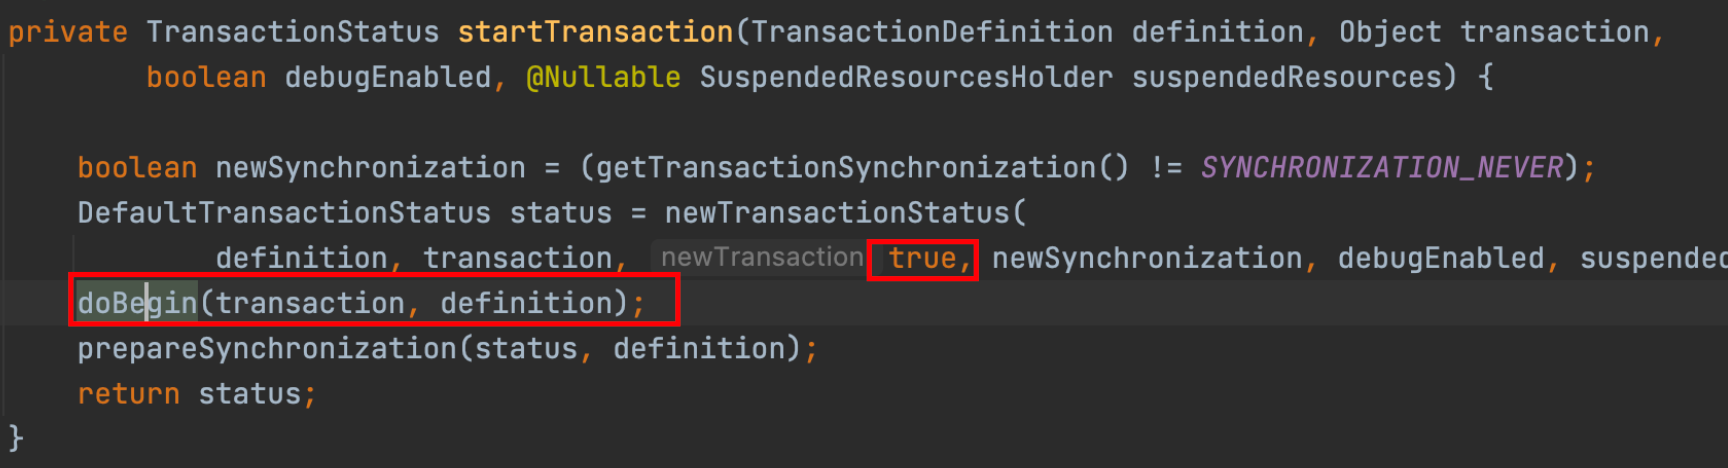 private TransactionStatus startTransaction(TransactionDefinition definition, Object transaction,
boolean debugEnabled, @Nullable SuspendedResourcesHolder suspendedResources) {
boolean newSynchronization = (getTransactionSynchronization() != SYNCHRONIZATION_NEVER);
DefaultTransactionStatus status = newTransactionStatus(
definition, transaction, newTransaction true, newSynchronization, debugEnabled, suspended
doBegin(transaction, definition);
prepareSynchronization(status, definition);
return status;
}